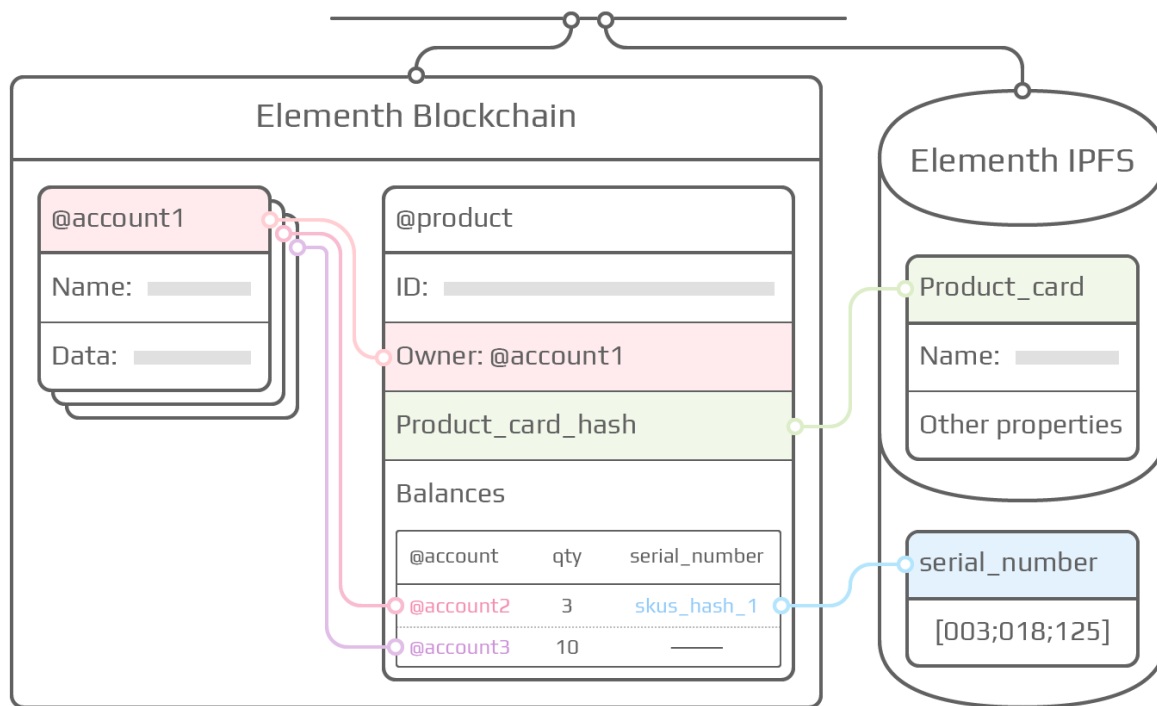 Elementh Blockchain
@account1
Name:
Data:
@product
ID:
Owner: @account1
Product_card_hash
Balances
@account qty serial_number
@account2 3 skus_hash_1
@account3 10 ——
Elementh IPFS
Product_card
Name:
Other properties
serial_number
[003;018;125]